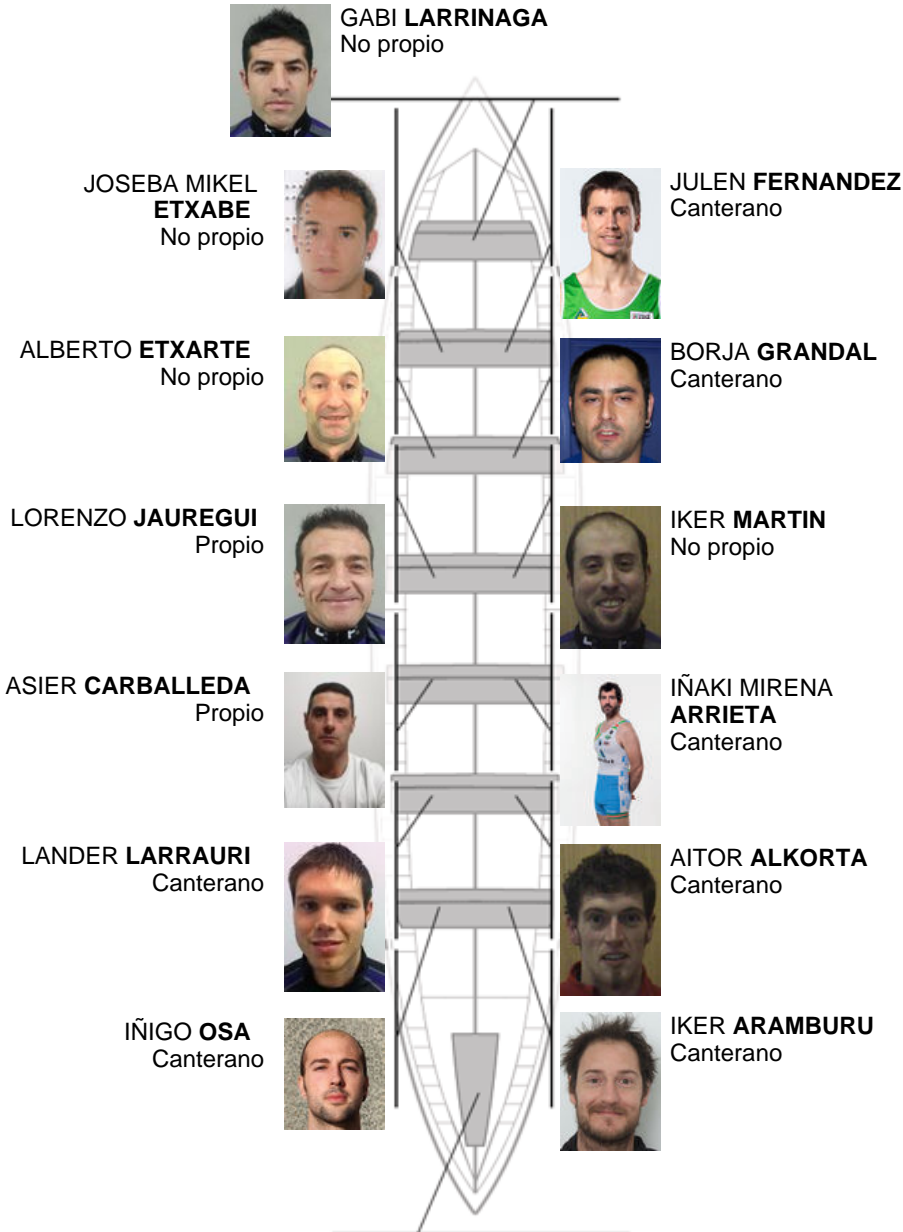 GABI LARRINAGA
No propio
JOSEBA MIKEL
ETXABE
No propio
JULEN FERNANDEZ
Canterano
ALBERTO ETXARTE
No propio
BORJA GRANDAL
Canterano
LORENZO JAUREGUI
Propio
IKER MARTIN
No propio
ASIER CARBALLEDA
Propio
IÑAKI MIRENA
ARRIETA
Canterano
LANDER LARRAURI
Canterano
AITOR ALKORTA
Canterano
IÑIGO OSA
Canterano
IKER ARAMBURU
Canterano